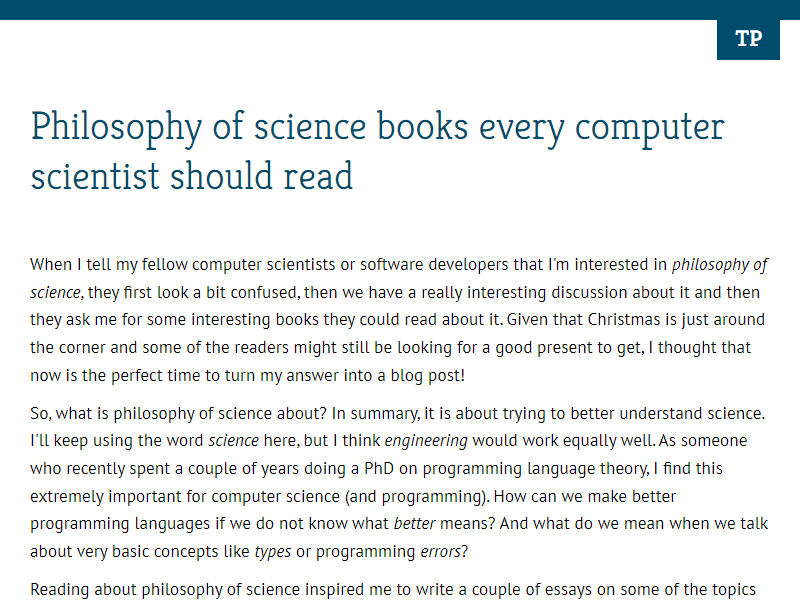 TP
Philosophy of science books every computer
scientist should read
When I tell my fellow computer scientists or software developers that I'm interested in philosophy of
science, they first look a bit confused, then we have a really interesting discussion about it and then
they ask me for some interesting books they could read about it. Given that Christmas is just around
the corner and some of the readers might still be looking for a good present to get, I thought that
now is the perfect time to turn my answer into a blog post!
So, what is philosophy of science about? In summary, it is about trying to better understand science.
I'll keep using the word science here, but I think engineering would work equally well. As someone
who recently spent a couple of years doing a PhD on programming language theory, I find this
extremely important for computer science (and programming). How can we make better
programming languages if we do not know what better means? And what do we mean when we talk
about very basic concepts like types or programming errors?
Reading about philosophy of science inspired me to write a couple of essays on some of the topics